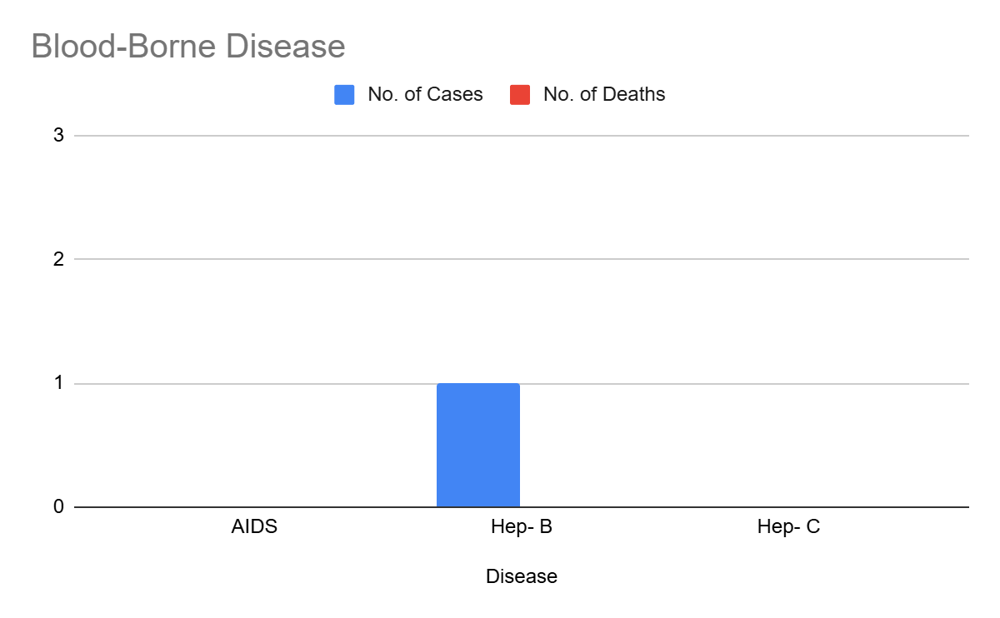 Blood-Borne Disease
No. of Cases No. of Deaths
3
2
1
0
AIDS Hep- B Hep- C
Disease